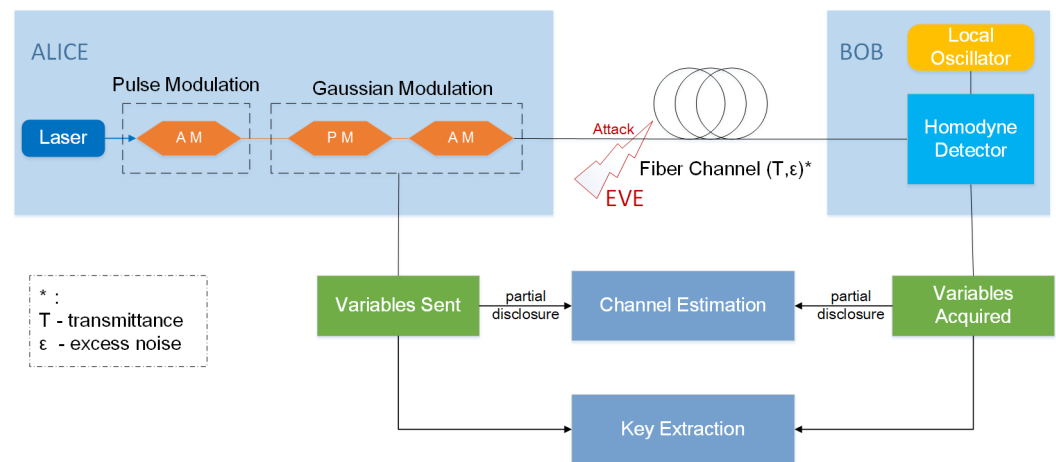 ALICE
BOB
Local
Oscillator
Pulse Modulation
Gaussian Modulation
Laser
A M
P M
A M
Attack
EVE
Fiber Channel (T,ε)*
Homodyne
Detector
* :
T - transmittance
ε - excess noise
Variables Sent
partial
disclosure
Channel Estimation
partial
disclosure
Variables
Acquired
Key Extraction